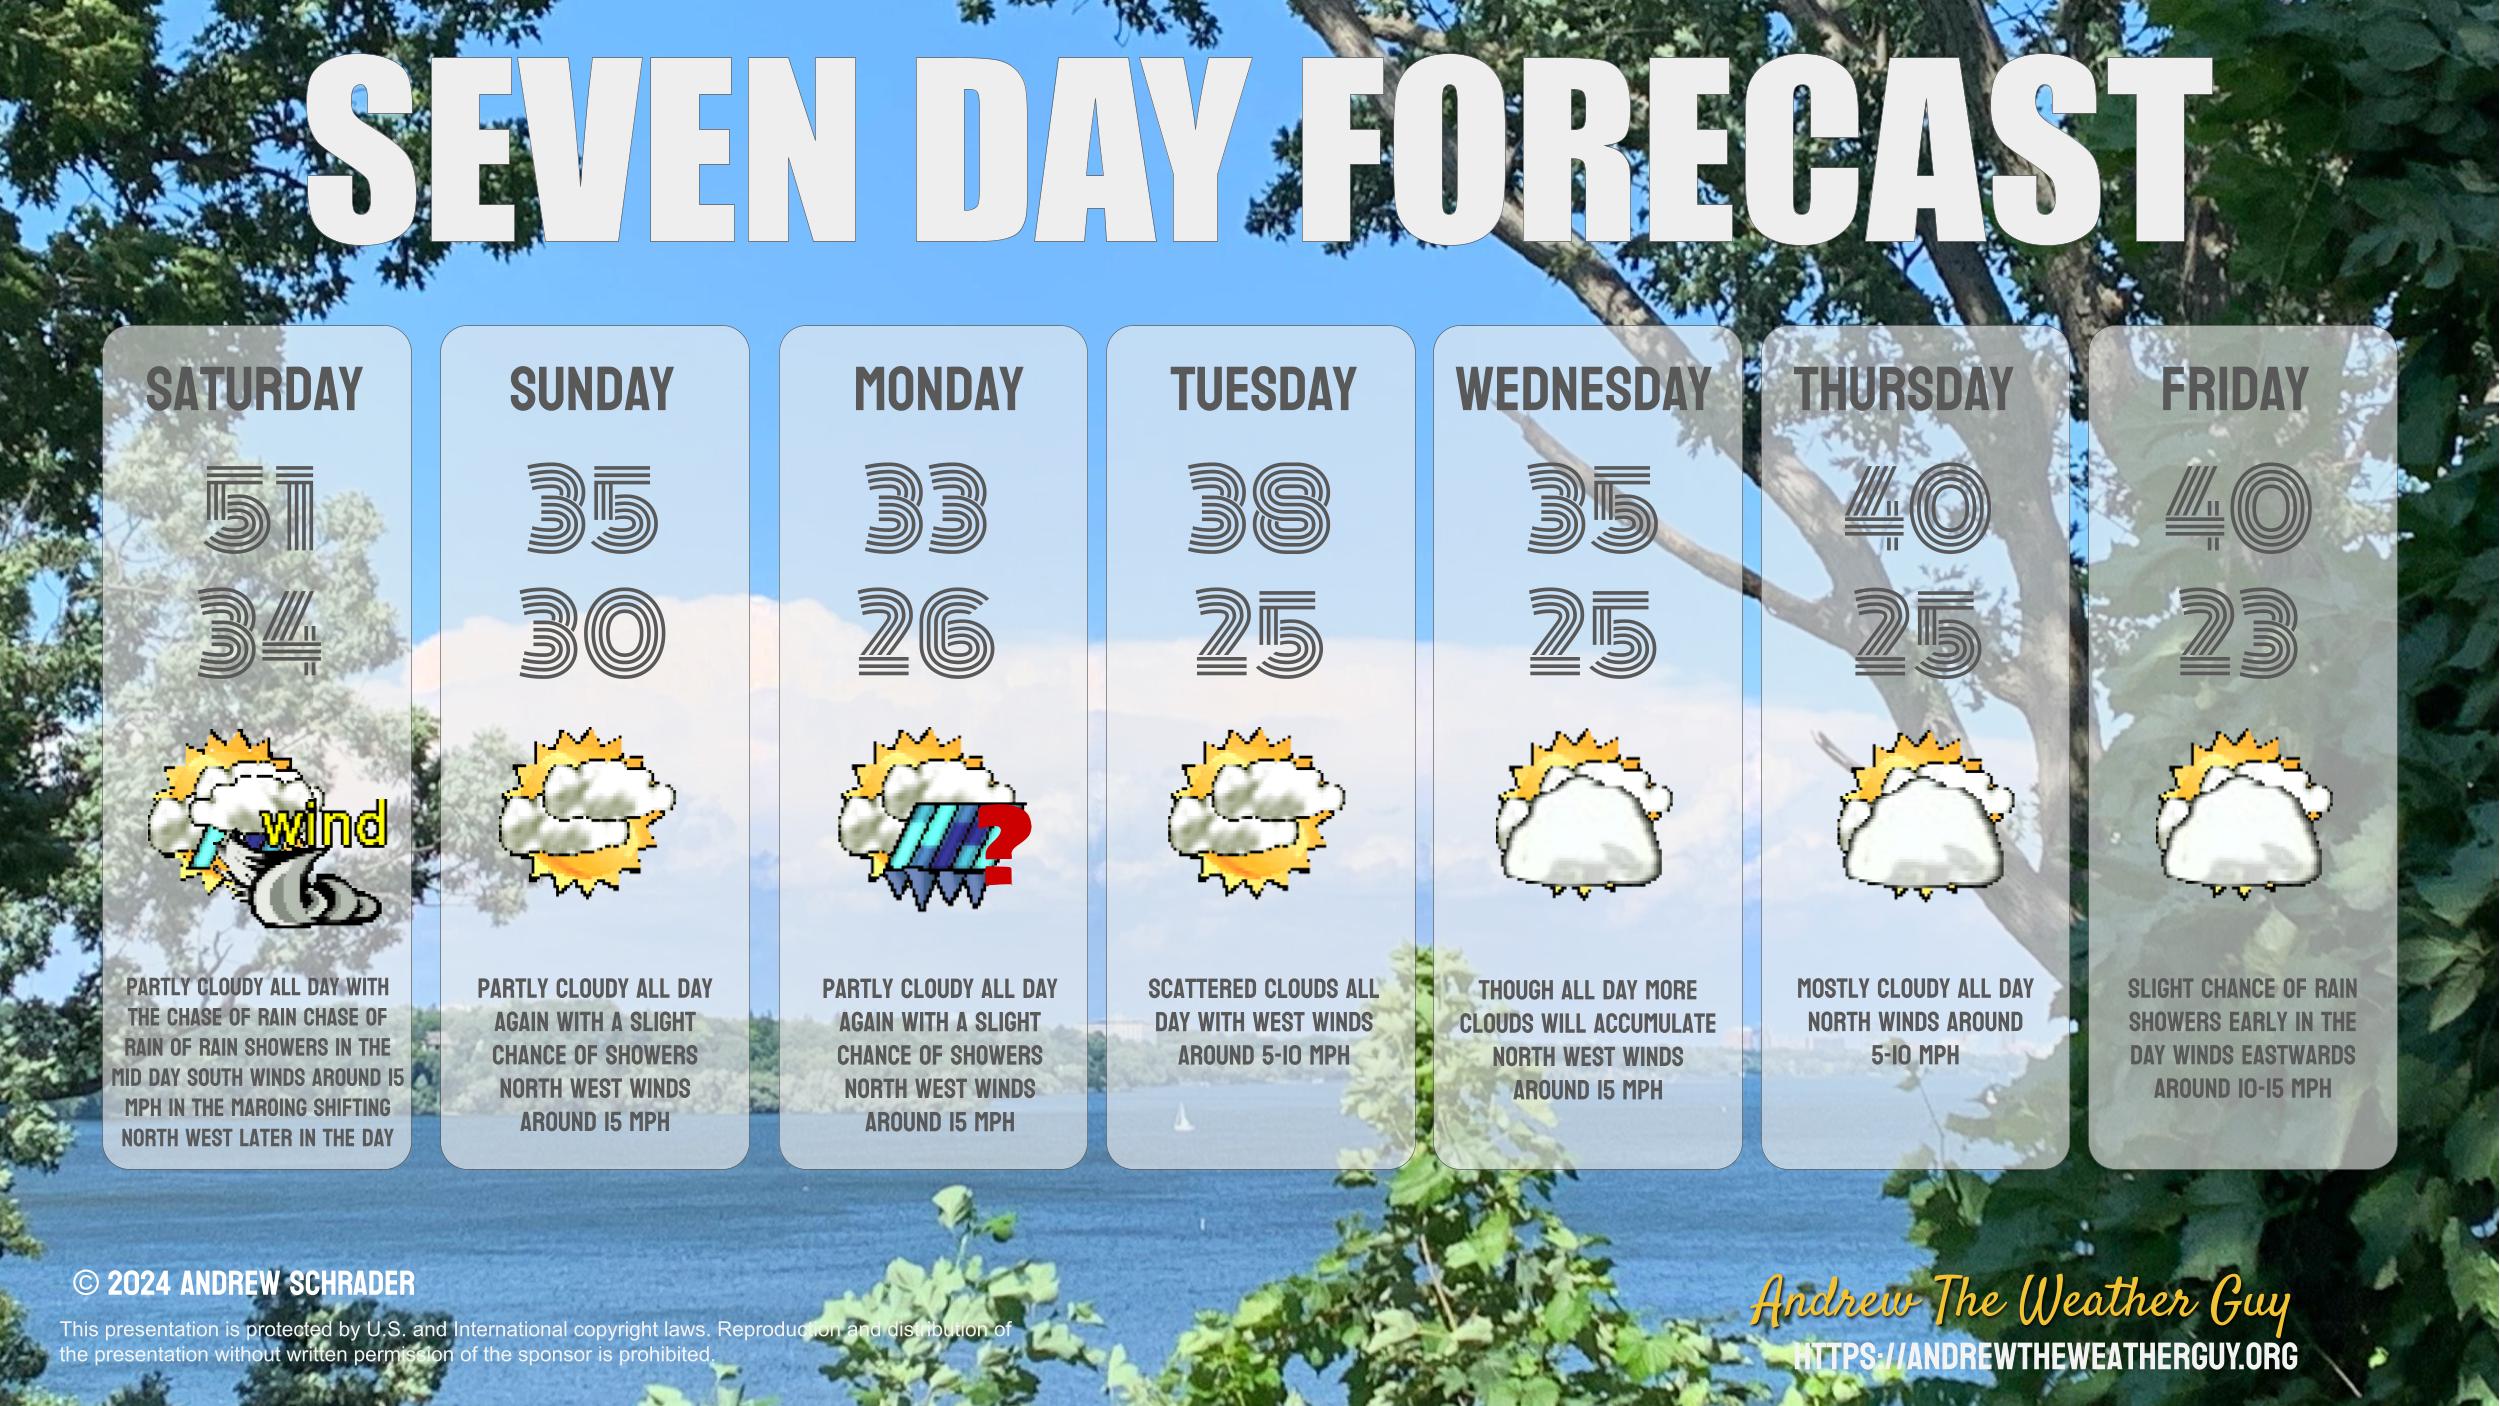 SEVEN DAY FORECAST
SATURDAY
51
34
wind
PARTLY CLOUDY ALL DAY WITH
THE CHASE OF RAIN CHASE OF
RAIN OF RAIN SHOWERS IN THE
MID DAY SOUTH WINDS AROUND 15
MPH IN THE MAROING SHIFTING
NORTH WEST LATER IN THE DAY
SUNDAY
35
30
PARTLY CLOUDY ALL DAY
AGAIN WITH A SLIGHT
CHANCE OF SHOWERS
NORTH WEST WINDS
AROUND 15 MPH
MONDAY
33
26
?
PARTLY CLOUDY ALL DAY
AGAIN WITH A SLIGHT
CHANCE OF SHOWERS
NORTH WEST WINDS
AROUND 15 MPH
TUESDAY
38
25
SCATTERED CLOUDS ALL
DAY WITH WEST WINDS
AROUND 5-10 MPH
WEDNESDAY
35
25
THOUGH ALL DAY MORE
CLOUDS WILL ACCUMULATE
NORTH WEST WINDS
AROUND 15 MPH
THURSDAY
40
25
MOSTLY CLOUDY ALL DAY
NORTH WINDS AROUND
5-10 MPH
FRIDAY
40
23
SLIGHT CHANCE OF RAIN
SHOWERS EARLY IN THE
DAY WINDS EASTWARDS
AROUND 10-15 MPH
© 2024 ANDREW SCHRADER
This presentation is protected by U.S. and International copyright laws. Reproduction and distribution of
the presentation without written permission of the sponsor is prohibited.
Andrew The Weather Guy
HTTPS://ANDREWTHEWEATHERGUY.ORG